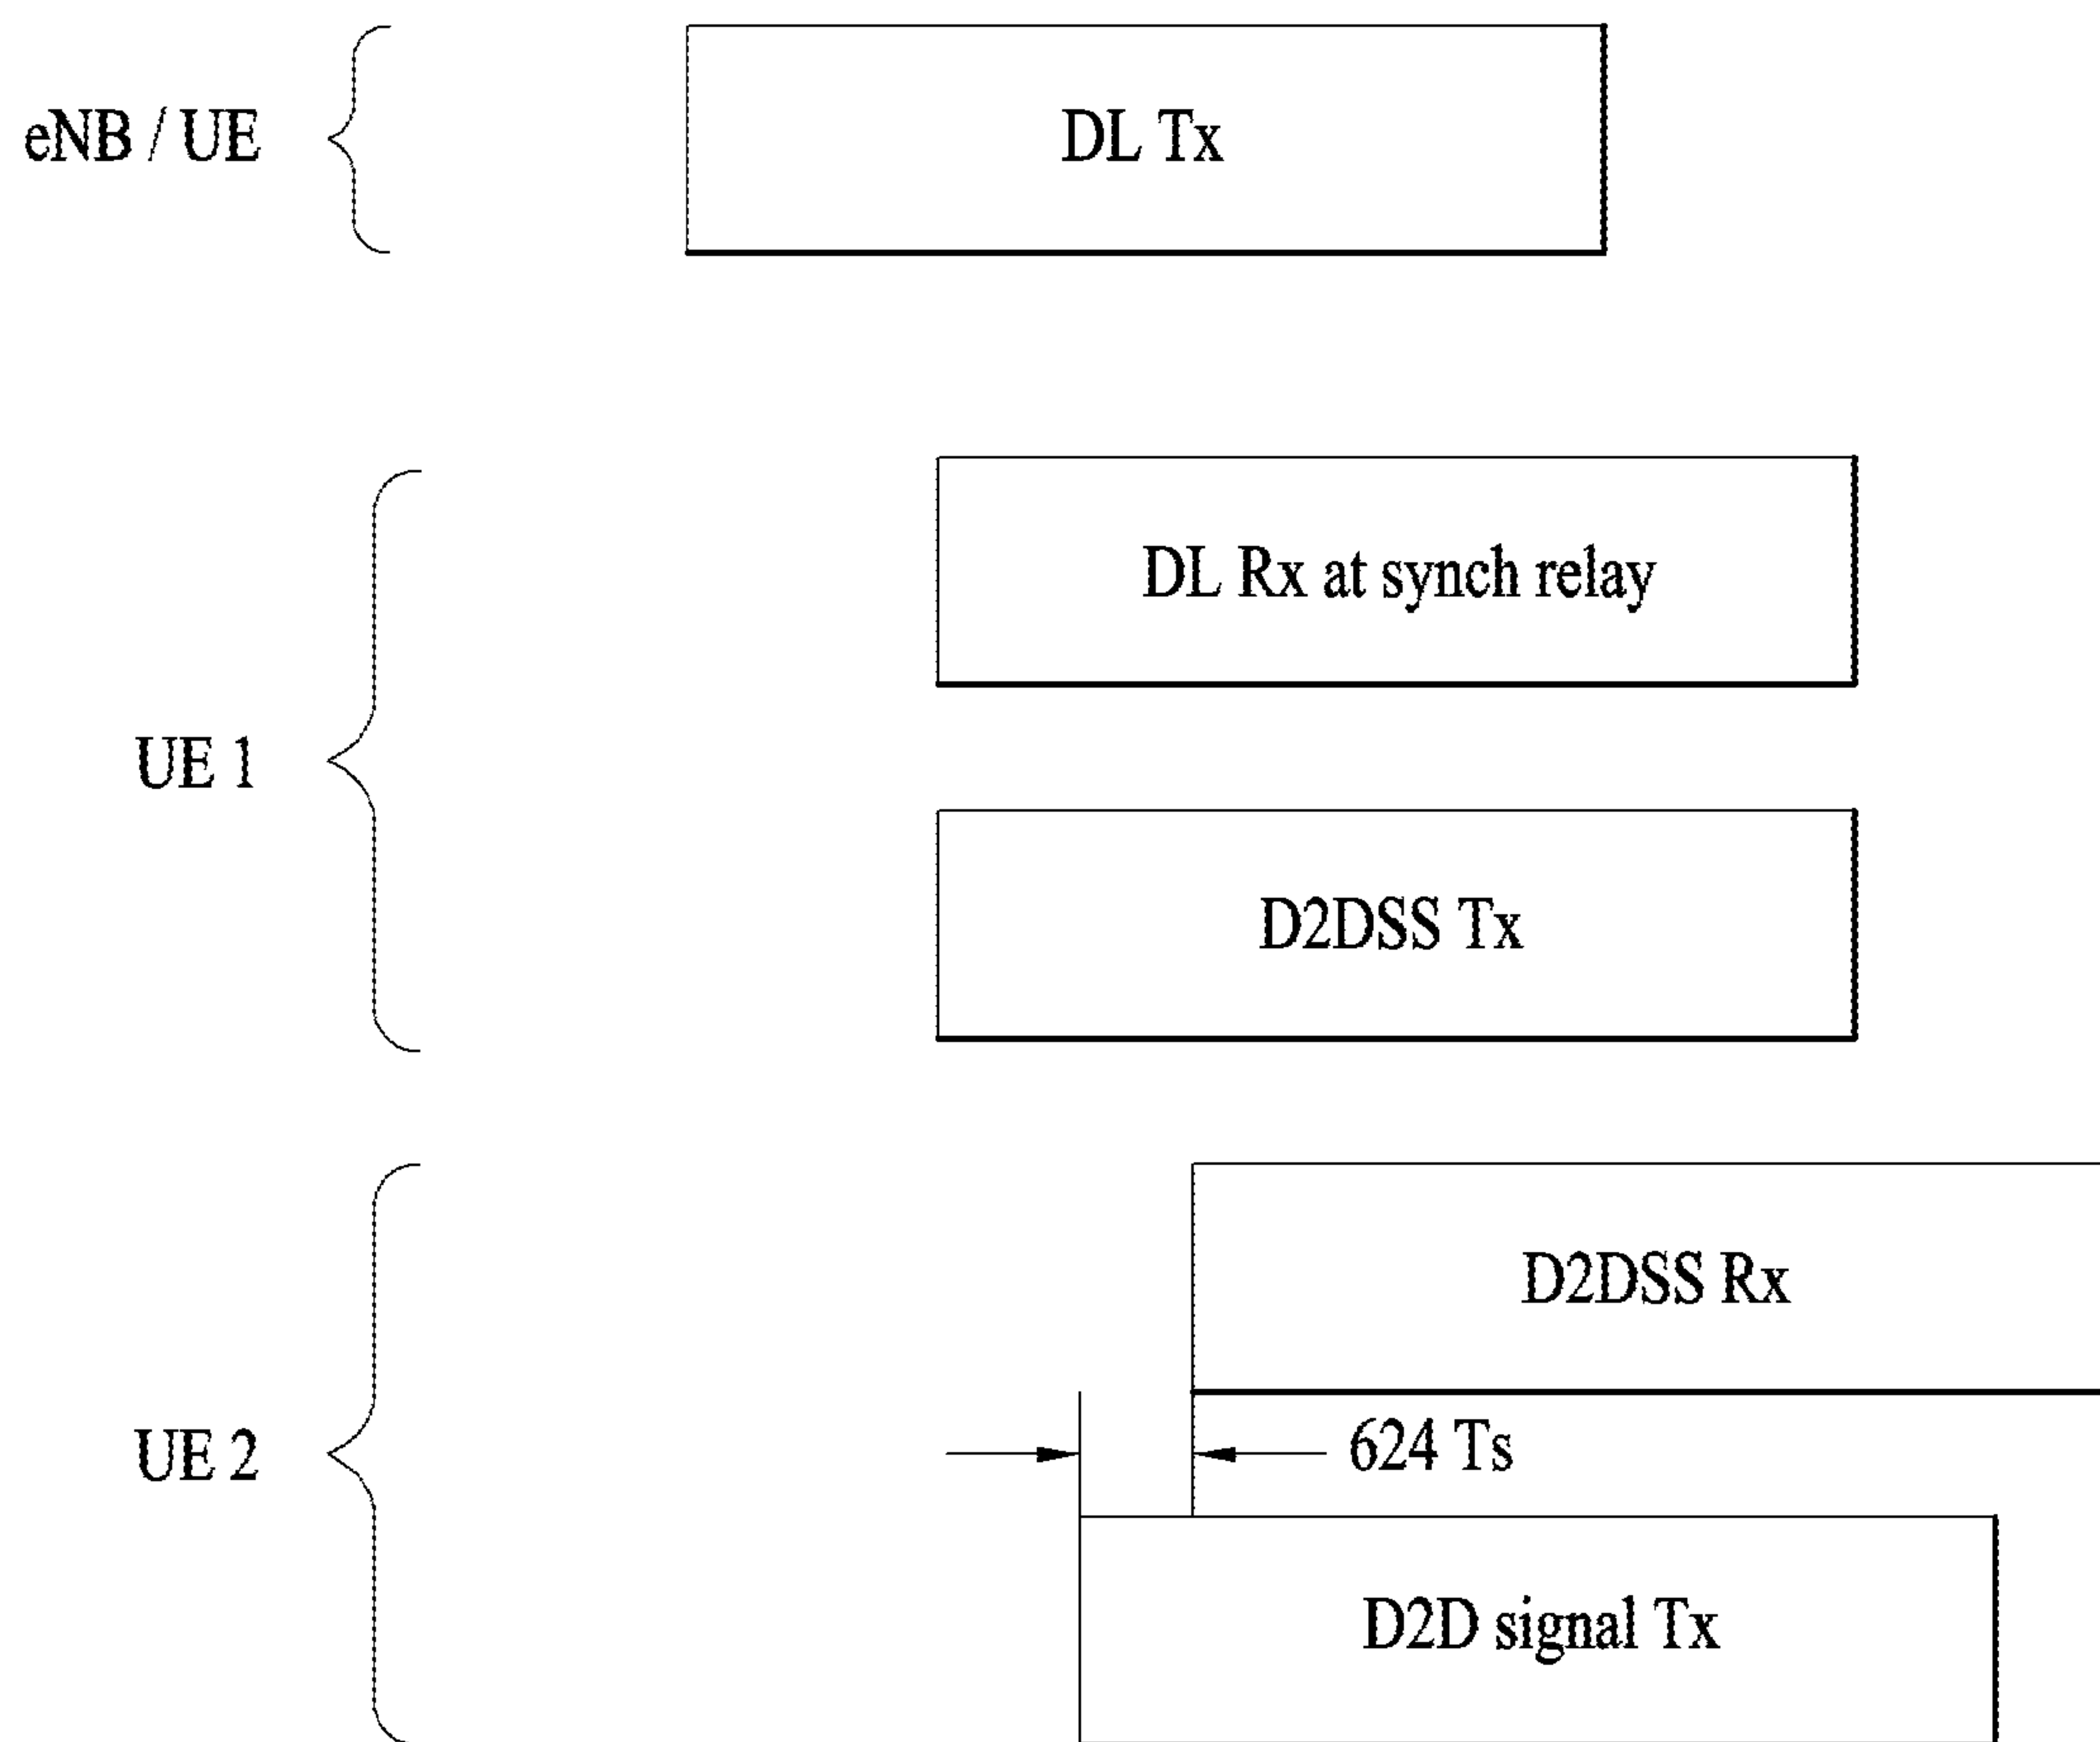 eNB / UE
DL Tx
DL Rx at synch relay
UE 1
D2DSS Tx
D2DSS Rx
UE 2
624 Ts
D2D signal Tx